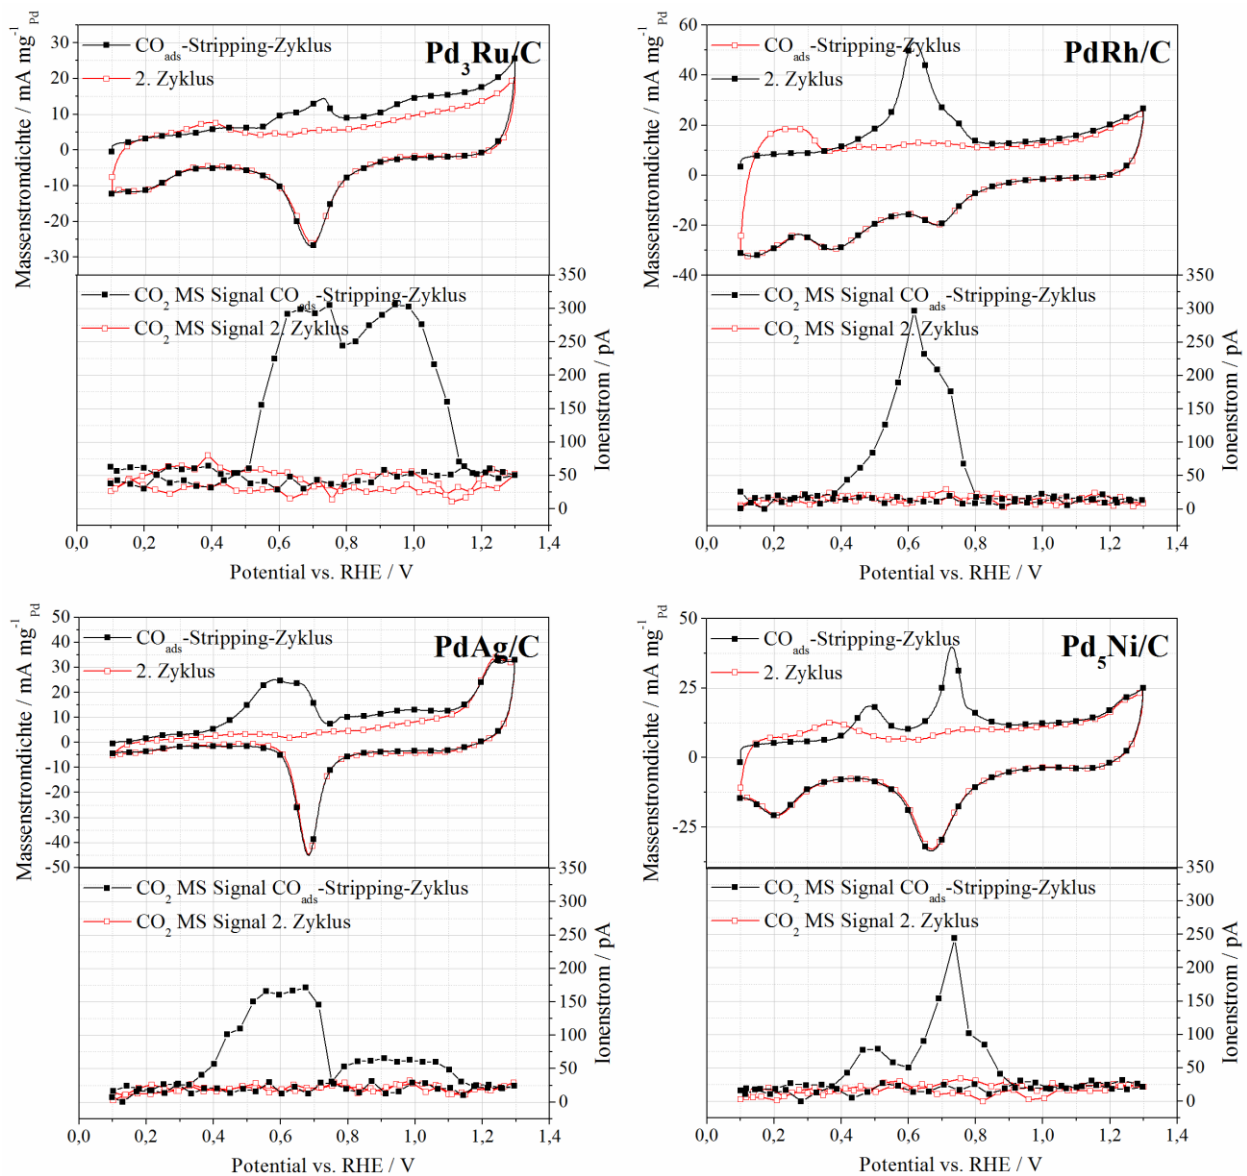 Pd3Ru/C
COads-Stripping-Zyklus
2. Zyklus
Massenstromdichte / mA mg-1 Pd
30
20
10
0
-10
-20
-30
CO2 MS Signal COads-Stripping-Zyklus
CO2 MS Signal 2. Zyklus
350
300
250
200
150
100
50
0
Ionenstrom / pA
0,0 0,2 0,4 0,6 0,8 1,0 1,2 1,4
Potential vs. RHE / V
PdRh/C
COads-Stripping-Zyklus
2. Zyklus
Massenstromdichte / mA mg-1 Pd
60
40
20
0
-20
-40
CO2 MS Signal COads-Stripping-Zyklus
CO2 MS Signal 2. Zyklus
350
300
250
200
150
100
50
0
Ionenstrom / pA
0,0 0,2 0,4 0,6 0,8 1,0 1,2 1,4
Potential vs. RHE / V
PdAg/C
COads-Stripping-Zyklus
2. Zyklus
Massenstromdichte / mA mg-1 Pd
50
40
30
20
10
0
-10
-20
-30
-40
-50
CO2 MS Signal COads-Stripping-Zyklus
CO2 MS Signal 2. Zyklus
350
300
250
200
150
100
50
0
Ionenstrom / pA
0,0 0,2 0,4 0,6 0,8 1,0 1,2 1,4
Potential vs. RHE / V
Pd5Ni/C
COads-Stripping-Zyklus
2. Zyklus
Massenstromdichte / mA mg-1 Pd
50
25
0
-25
CO2 MS Signal COads-Stripping-Zyklus
CO2 MS Signal 2. Zyklus
350
300
250
200
150
100
50
0
Ionenstrom / pA
0,0 0,2 0,4 0,6 0,8 1,0 1,2 1,4
Potential vs. RHE / V